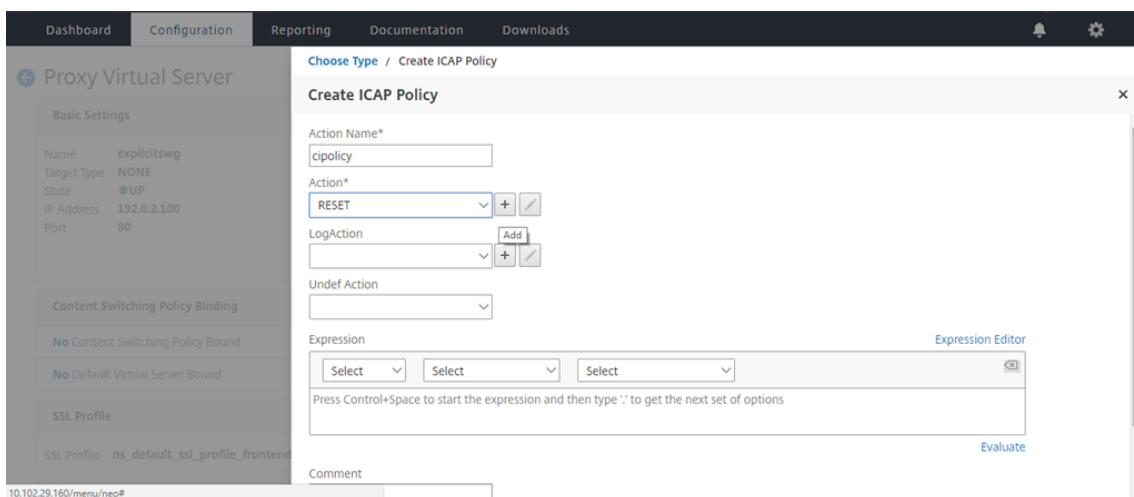 Dashboard Configuration Reporting Documentation Downloads
Proxy Virtual Server
Basic Settings
Name explicitswg
Target Type NONE
State UP
IP Address 192.0.2.100
Port 80
Content Switching Policy Binding
No Content Switching Policy Bound
No Default Virtual Server Bound
SSL Profile
SSL Profile ns_default_ssl_profile_frontend
Choose Type / Create ICAP Policy
Create ICAP Policy
Action Name*
cipolicy
Action*
RESET
Add
LogAction
Undef Action
Expression Expression Editor
Select Select Select
Press Control+Space to start the expression and then type '.' to get the next set of options
Evaluate
Comment
10.102.29.160/menu/neo#